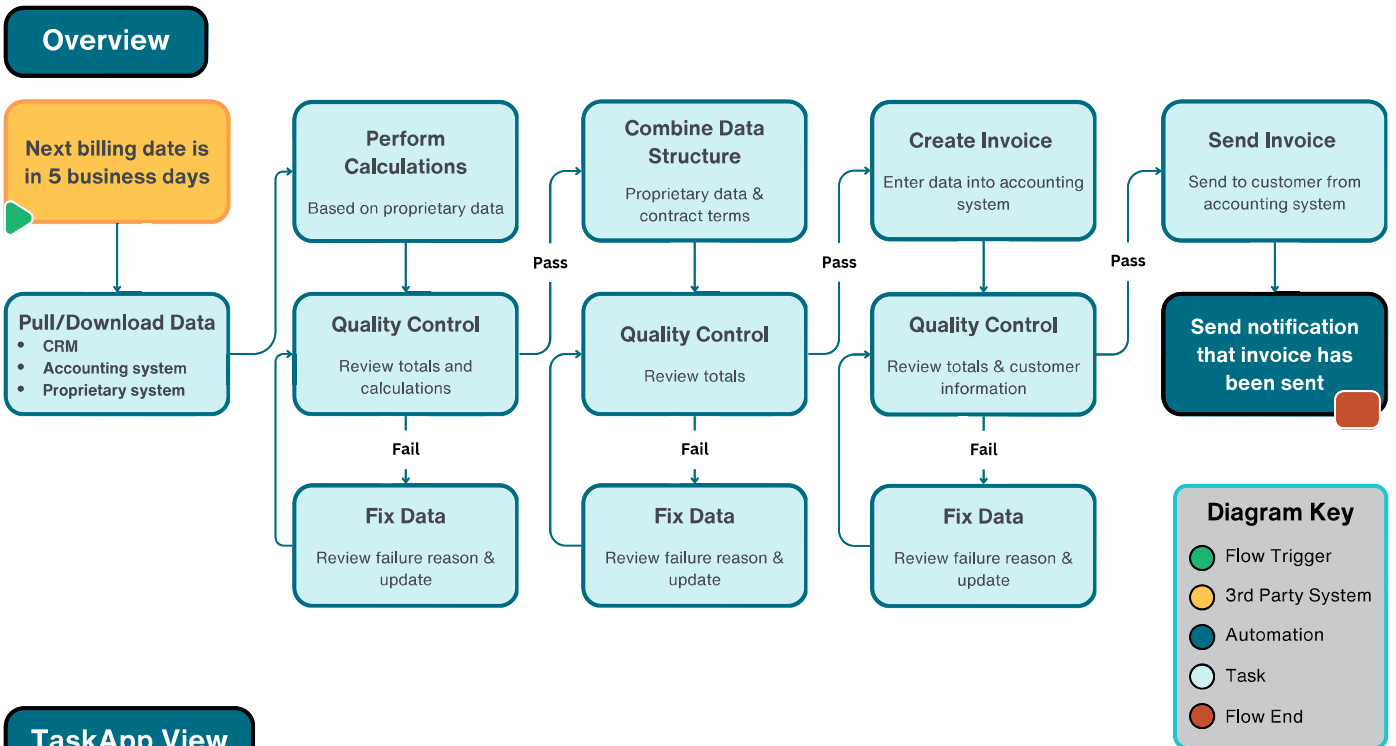 Overview
Next billing date is
in 5 business days
Pull/Download Data
• CRM
• Accounting system
• Proprietary system
Perform
Calculations
Based on proprietary data
Quality Control
Review totals and
calculations
Fail
Fix Data
Review failure reason &
update
Pass
Combine Data
Structure
Proprietary data &
contract terms
Quality Control
Review totals
Fail
Fix Data
Review failure reason &
update
Pass
Create Invoice
Enter data into accounting
system
Quality Control
Review totals & customer
information
Fail
Fix Data
Review failure reason &
update
Pass
Send Invoice
Send to customer from
accounting system
Send notification
that invoice has
been sent
Diagram Key
Flow Trigger
3rd Party System
Automation
Task
Flow End
TaskApp View